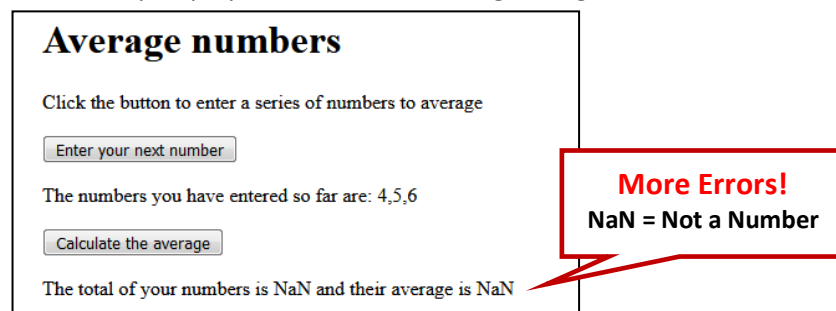 Average numbers
Click the button to enter a series of numbers to average
Enter your next number
The numbers you have entered so far are: 4,5,6
Calculate the average
The total of your numbers is NaN and their average is NaN
More Errors!
NaN = Not a Number